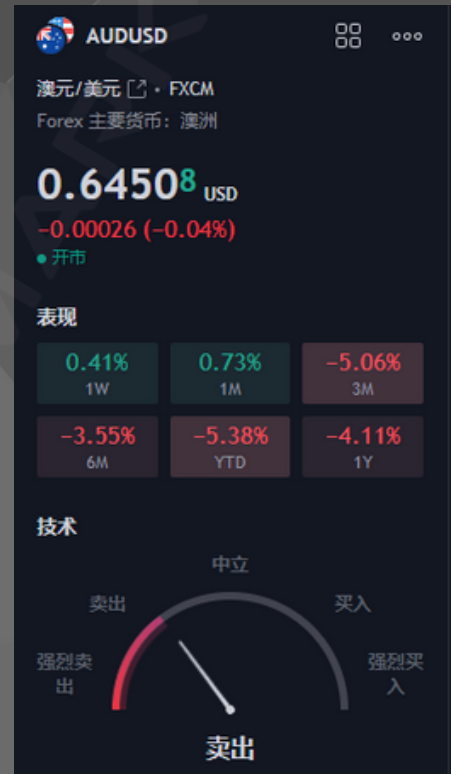 AUDUSD
澳元/美元 • FXCM
Forex 主要货币：澳洲
0.64508 USD
−0.00026 (−0.04%)
开市
表现
0.41% 0.73% −5.06%
1W 1M 3M
−3.55% −5.38% −4.11%
6M YTD 1Y
技术
中立
卖出 买入
强烈卖出 强烈买入
卖出